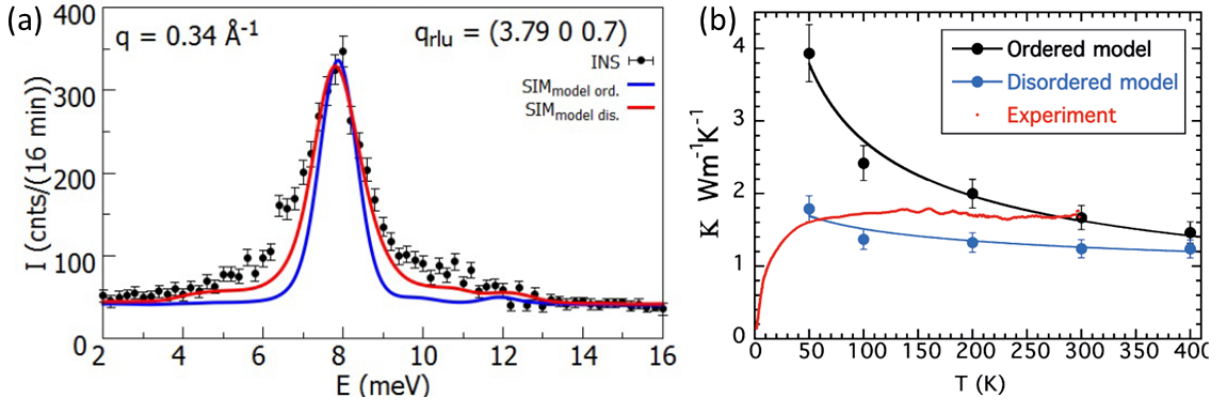 (a)
q = 0.34 Å-1
qrlu = (3.79 0 0.7)
INS
SIMmodel ord.
SIMmodel dis.
I (cnts/(16 min))
400
300
200
100
0
2 4 6 8 10 12 14 16
E (meV)
(b)
Ordered model
Disordered model
Experiment
K Wm-1K-1
4
3
2
1
0
0 50 100 150 200 250 300 350 400
T (K)